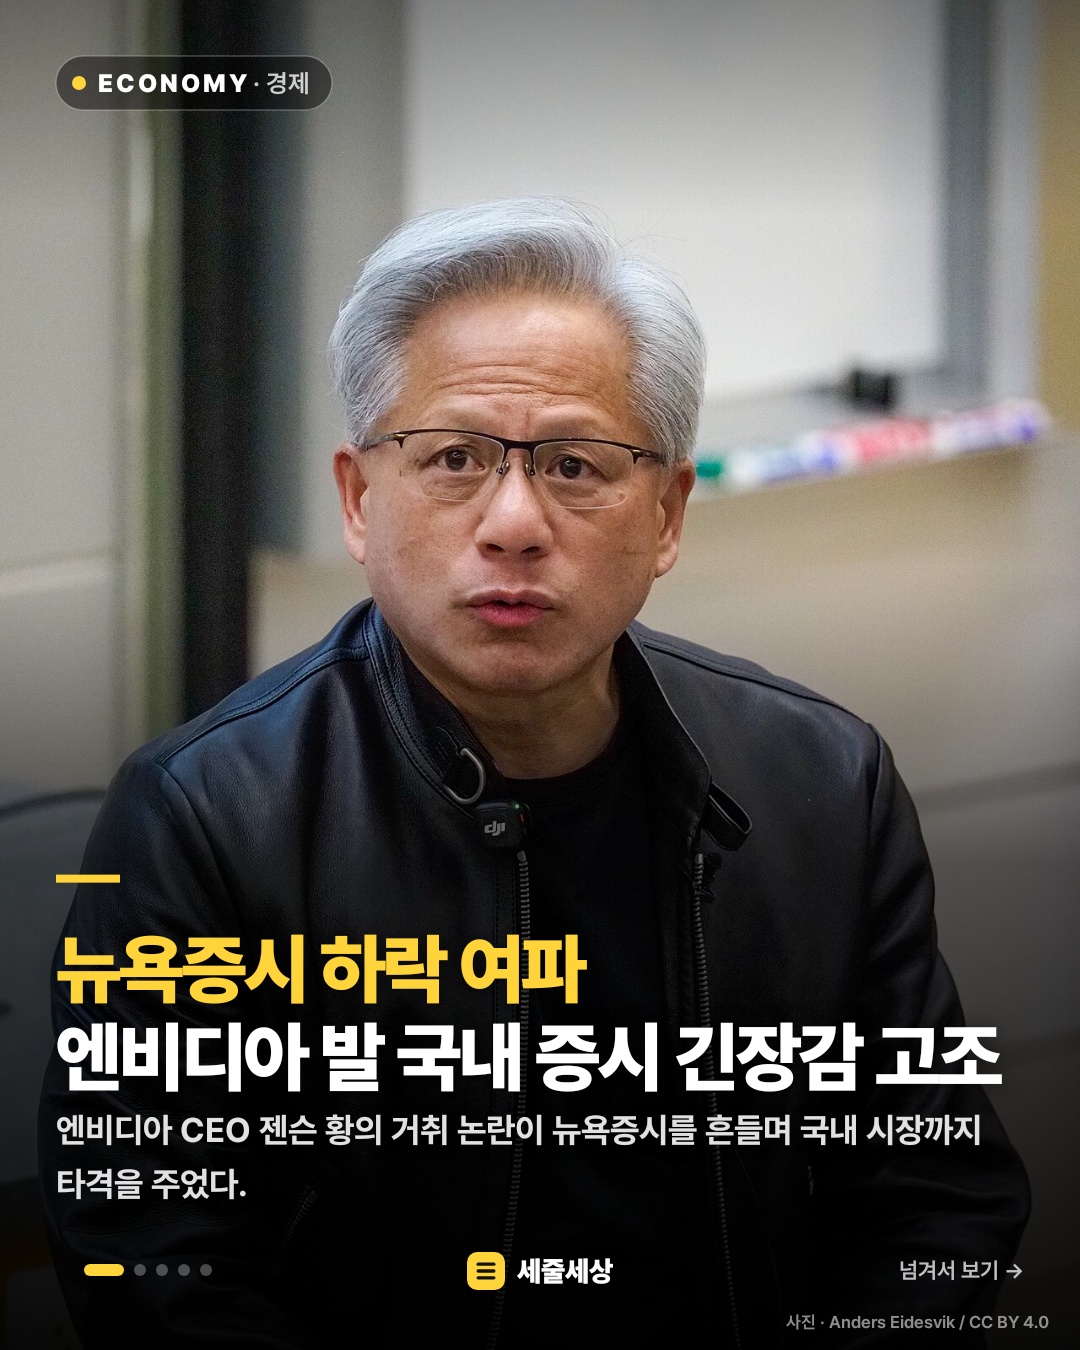 ECONOMY · 경제
dji
뉴욕증시 하락 여파
엔비디아 발 국내 증시 긴장감 고조
엔비디아 CEO 젠슨 황의 거취 논란이 뉴욕증시를 흔들며 국내 시장까지
타격을 주었다.
세줄세상
넘겨서 보기 →
사진 · Anders Eidesvik / CC BY 4.0